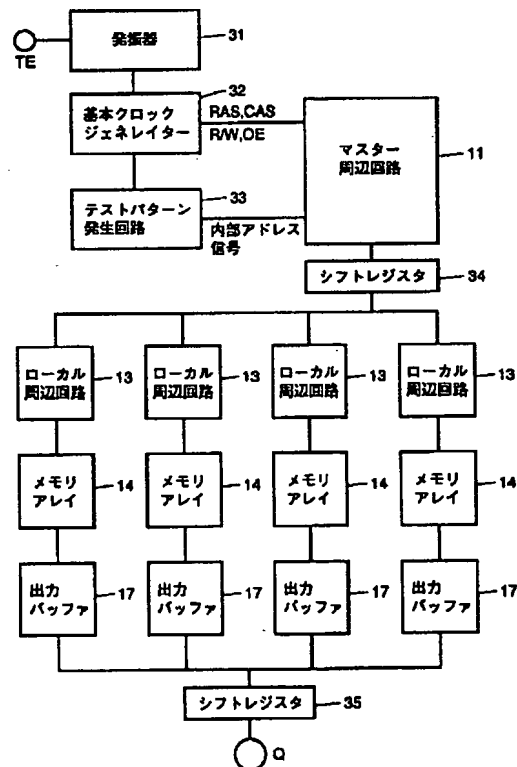 発振器
31
TE
32
基本クロック
ジェネレイター
RAS,CAS
R/W,OE
マスター
周辺回路
11
33
テストパターン
発生回路
内部アドレス
信号
シフトレジスタ
34
ローカル
周辺回路
13
ローカル
周辺回路
13
ローカル
周辺回路
13
ローカル
周辺回路
13
メモリ
アレイ
14
メモリ
アレイ
14
メモリ
アレイ
14
メモリ
アレイ
14
出力
バッファ
17
出力
バッファ
17
出力
バッファ
17
出力
バッファ
17
シフトレジスタ
35
Q